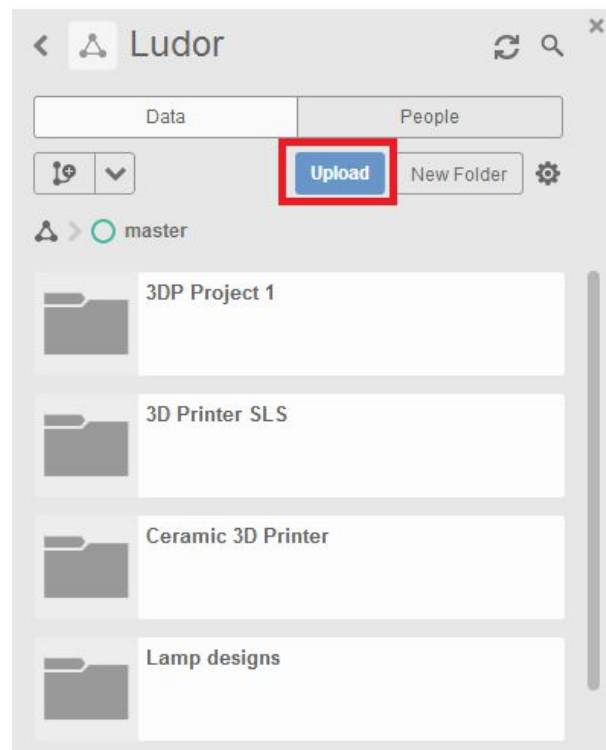 Ludor
Data People
Upload New Folder
master
3DP Project 1
3D Printer SLS
Ceramic 3D Printer
Lamp designs